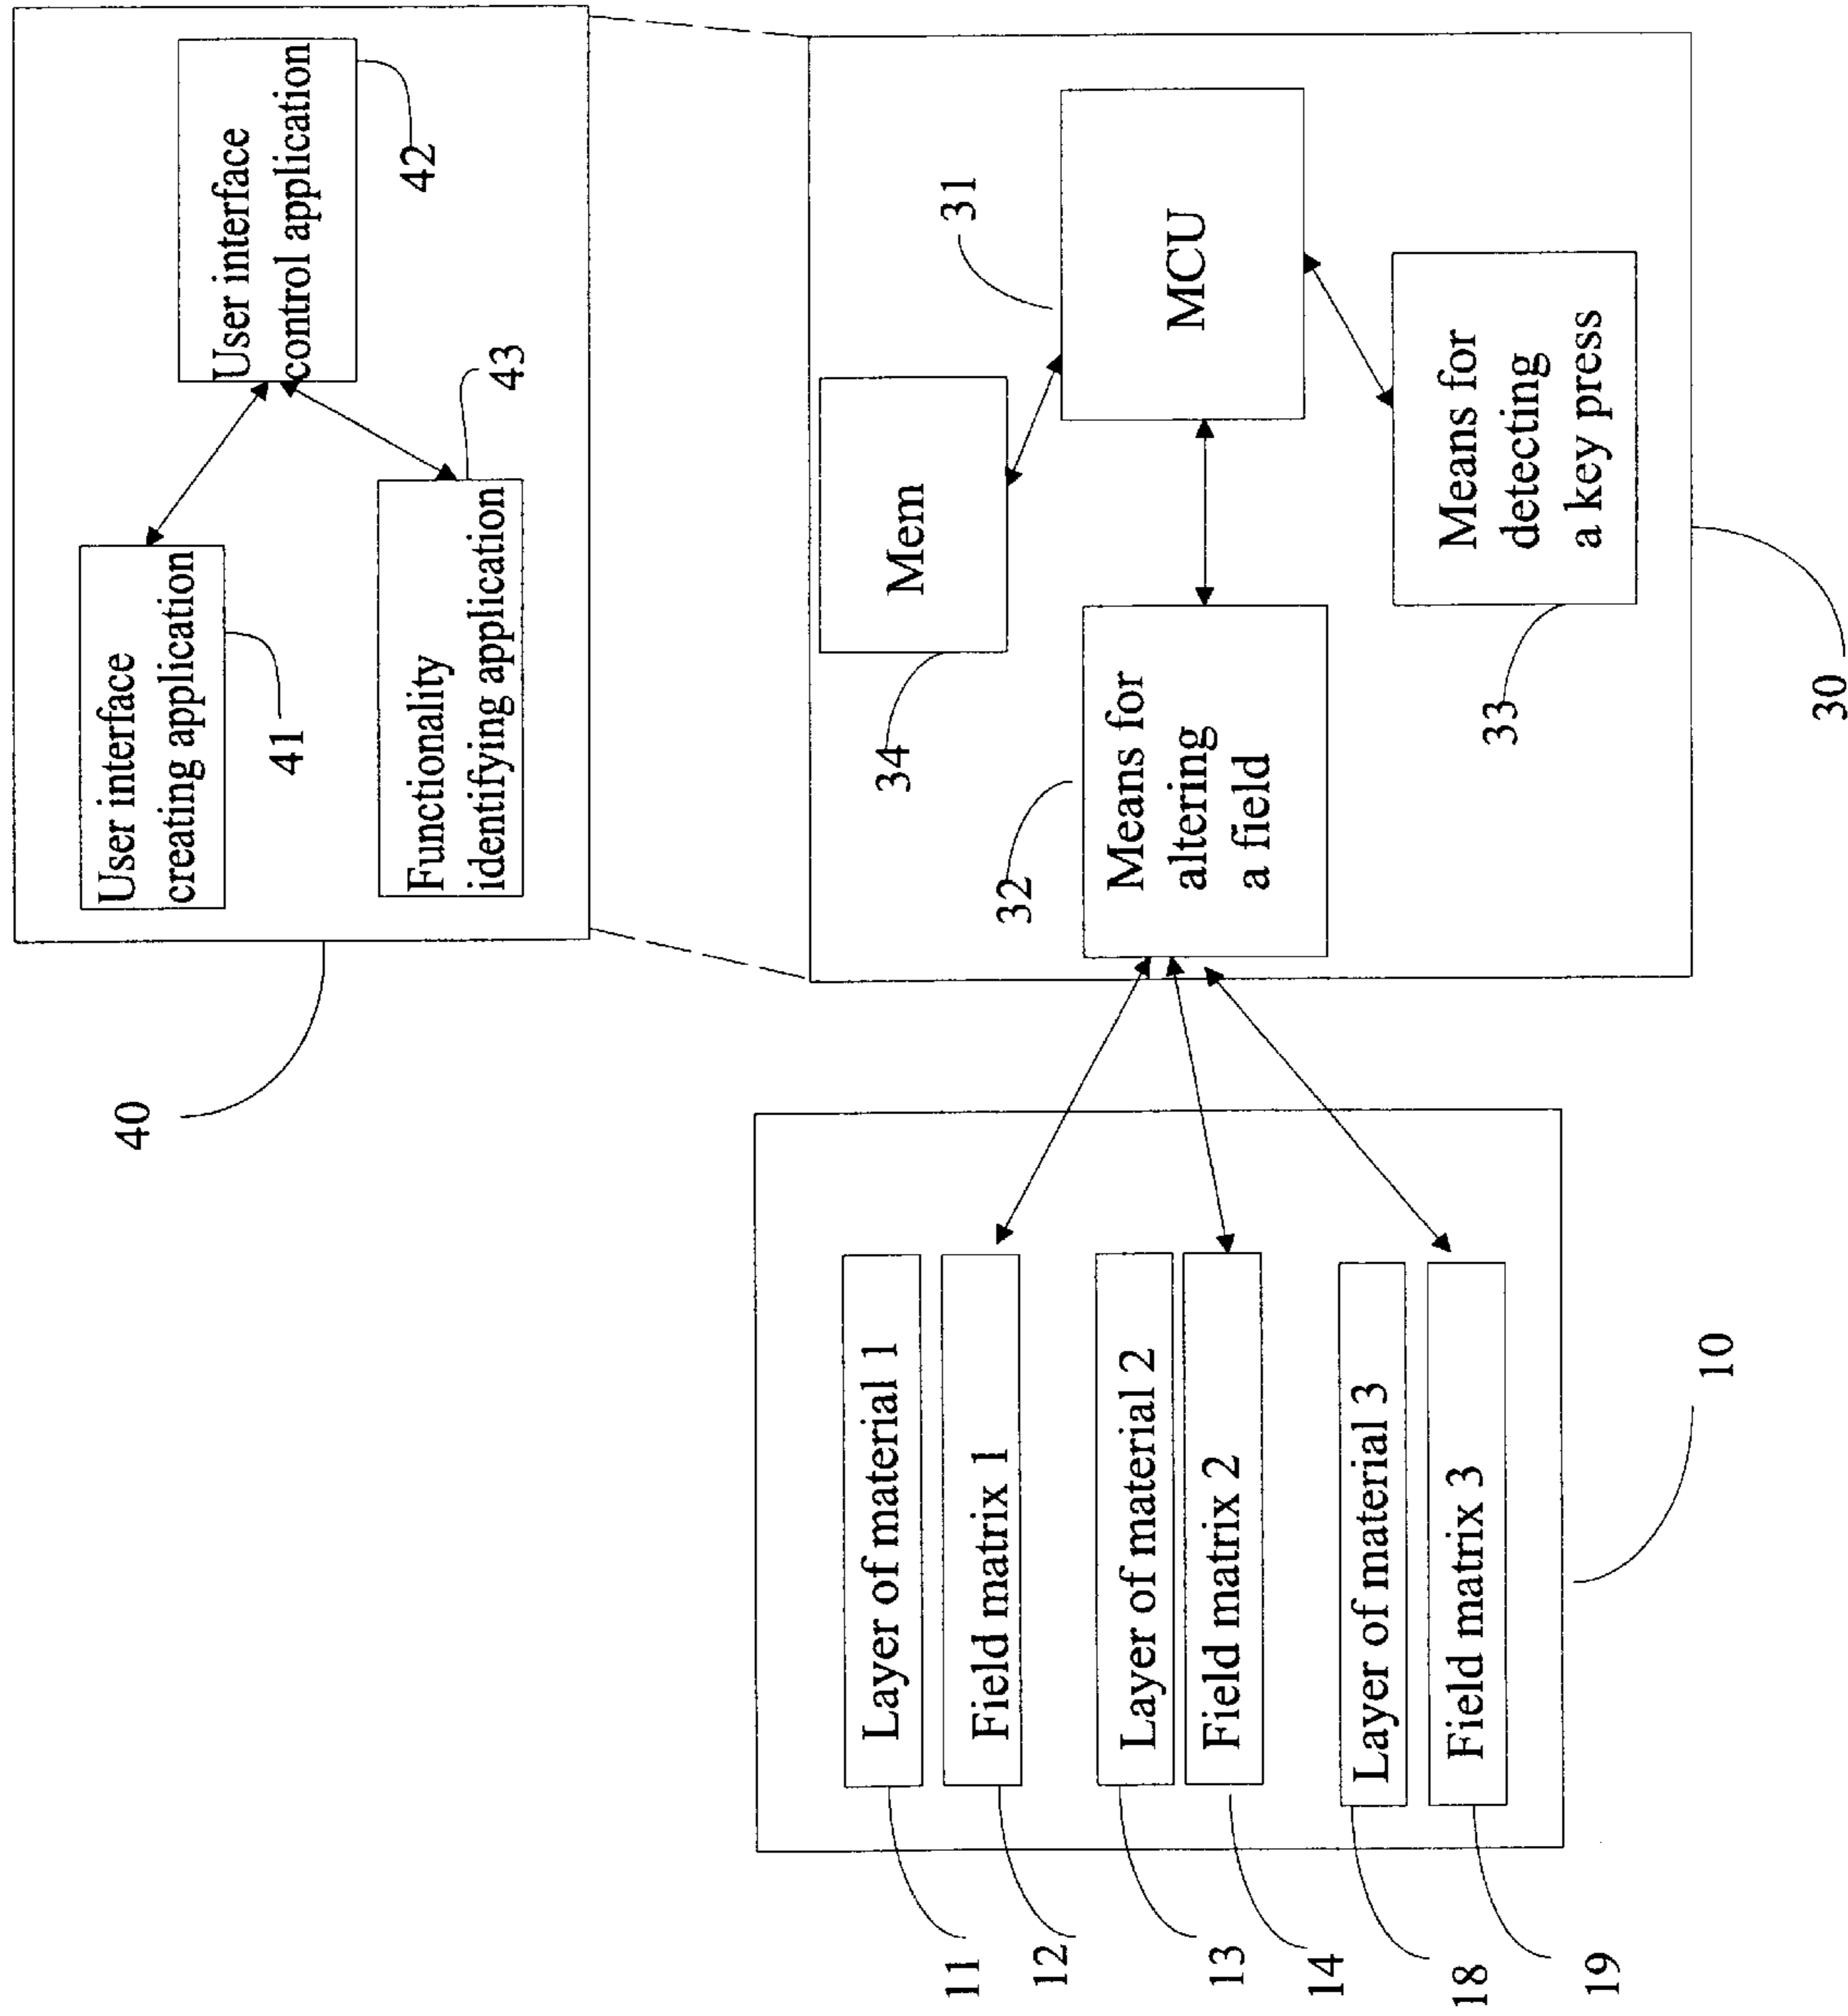 40
User interface
creating application
41
User interface
control application
42
Functionality
identifying application
43
Mem
34
MCU
31
Means for
altering
a field
32
Means for
detecting
a key press
33
30
Layer of material 1
11
Field matrix 1
12
Layer of material 2
13
Field matrix 2
14
Layer of material 3
18
Field matrix 3
19
10